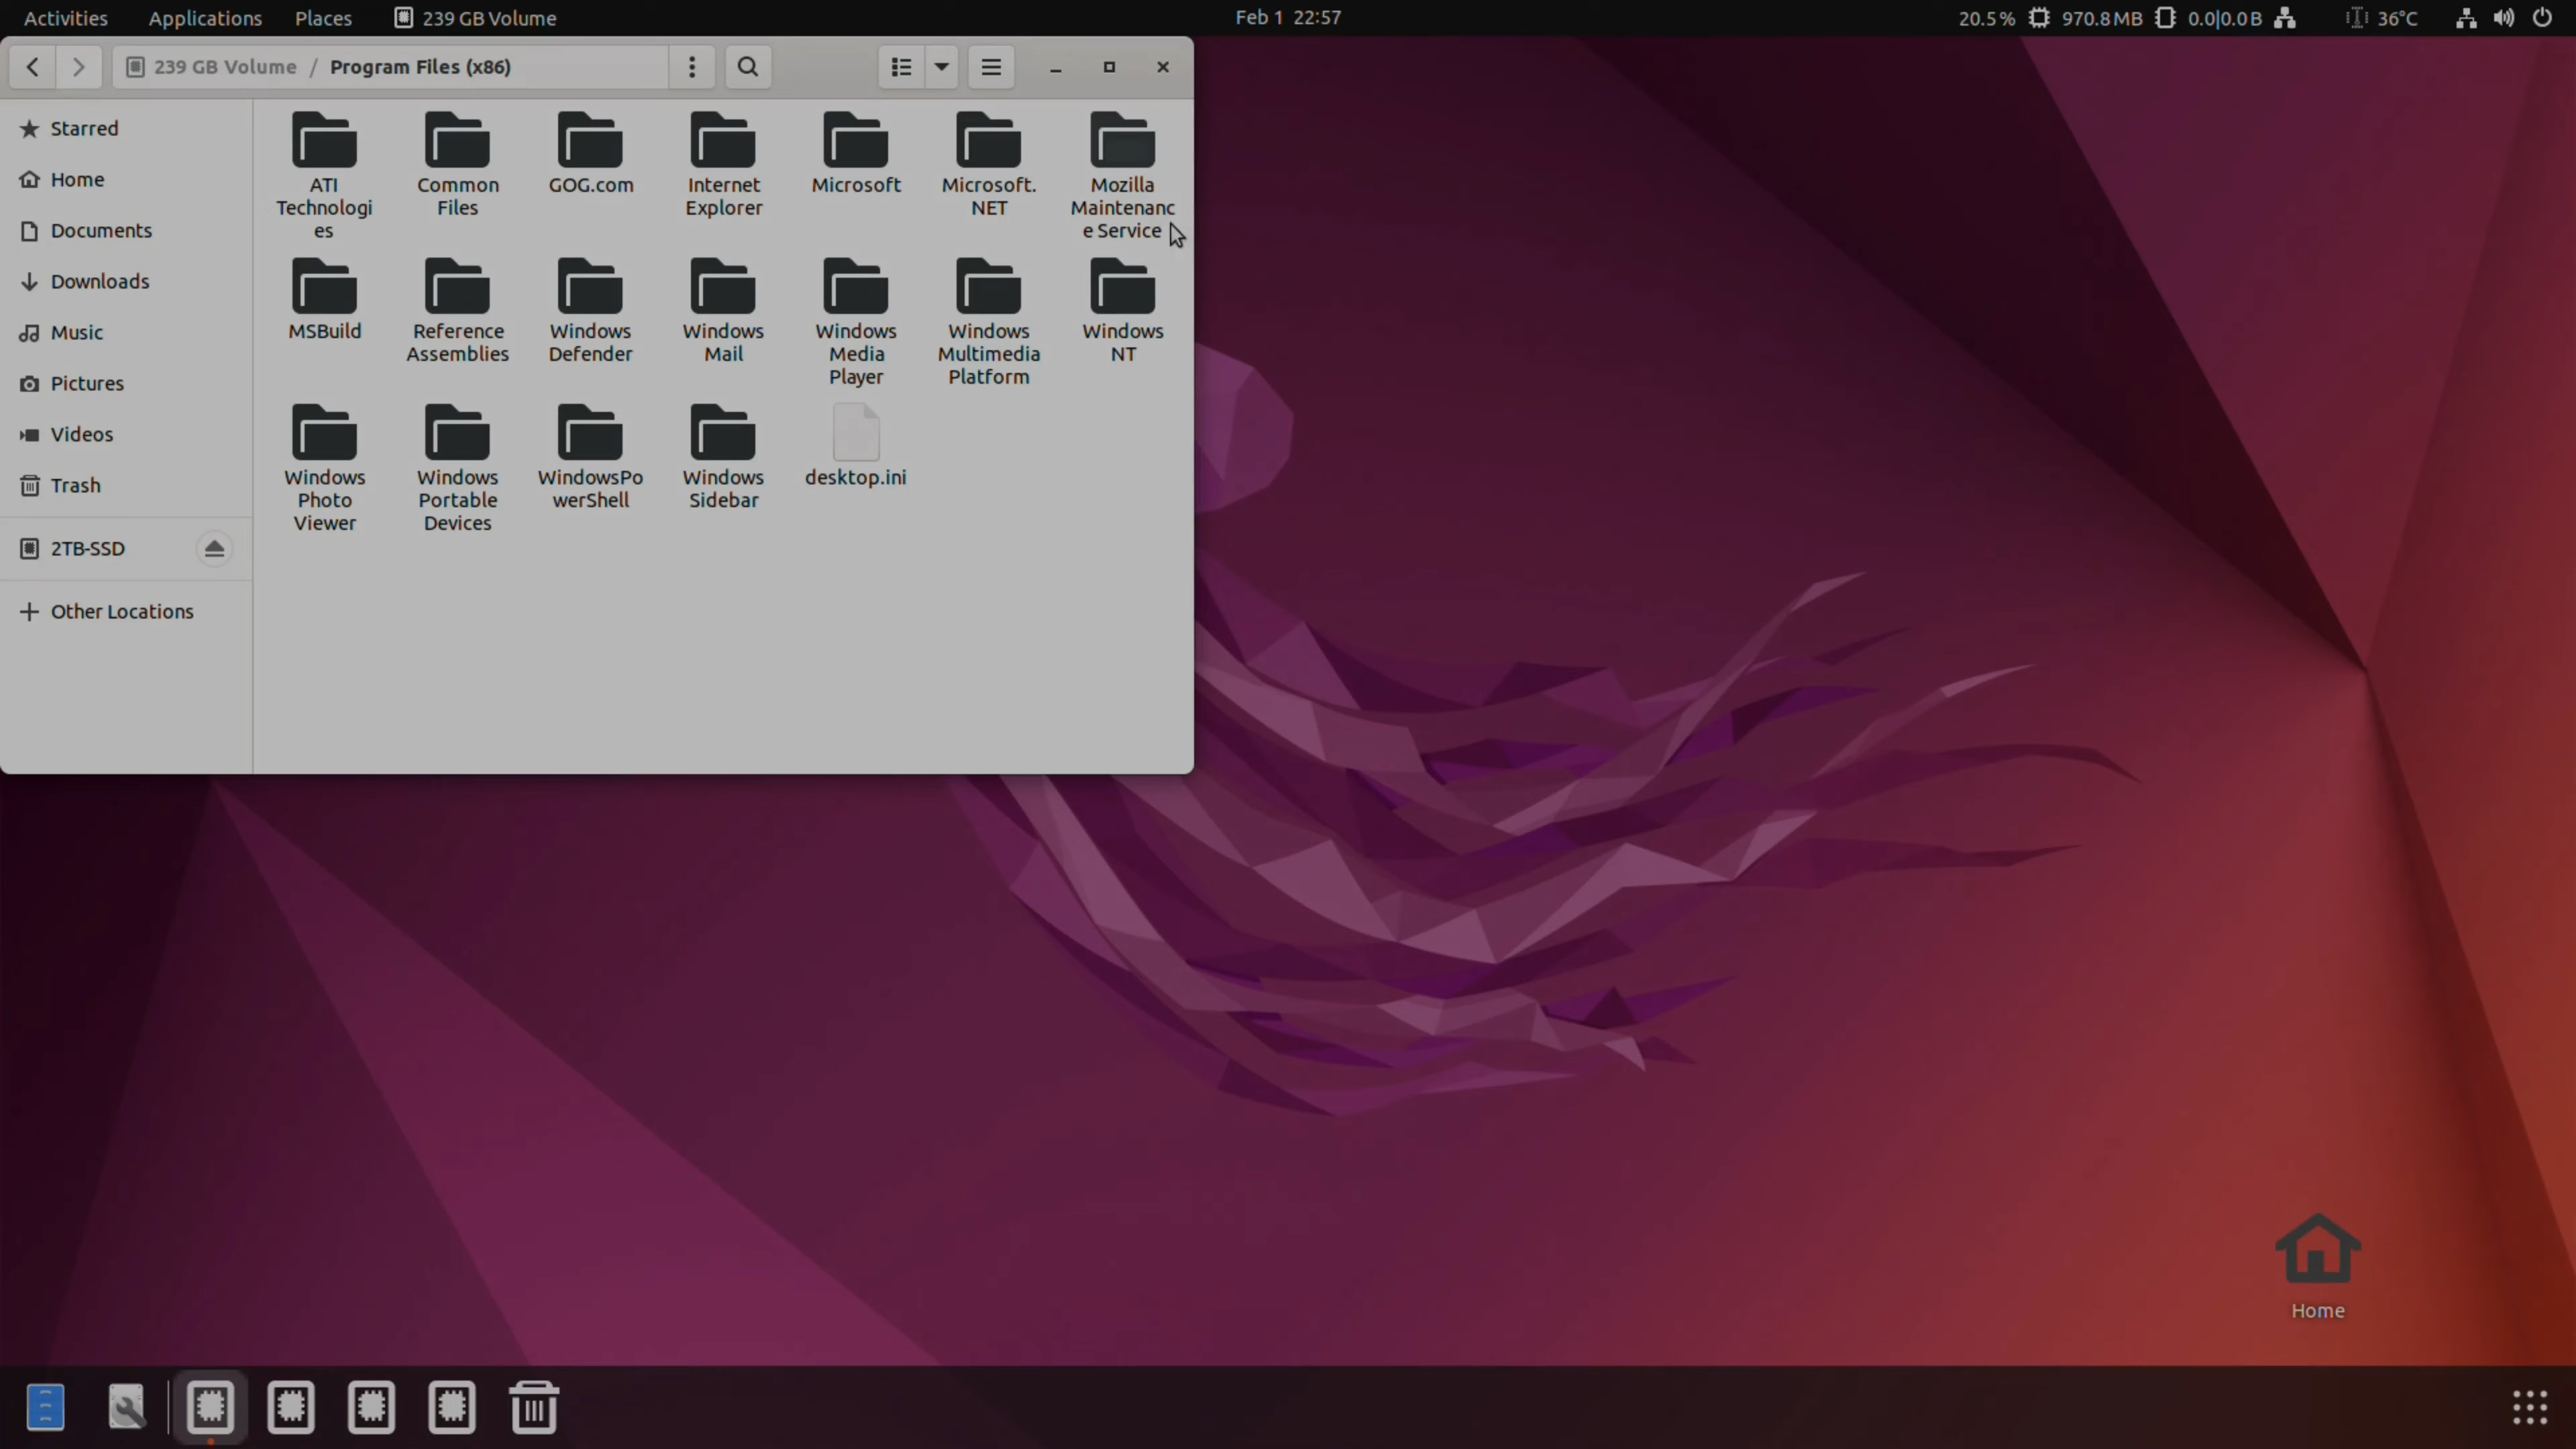 Activities Applications Places 239 GB Volume Feb 1 22:57 20.5% 970.8MB 0.0|0.0B 36°C
239 GB Volume / Program Files (x86)
Starred
Home
Documents
Downloads
Music
Pictures
Videos
Trash
2TB-SSD
Other Locations
ATI
Technologi
es
Common
Files
GOG.com
Internet
Explorer
Microsoft
Microsoft.
NET
Mozilla
Maintenanc
e Service
MSBuild
Reference
Assemblies
Windows
Defender
Windows
Mail
Windows
Media
Player
Windows
Multimedia
Platform
Windows
NT
Windows
Photo
Viewer
Windows
Portable
Devices
WindowsPo
werShell
Windows
Sidebar
desktop.ini
Home